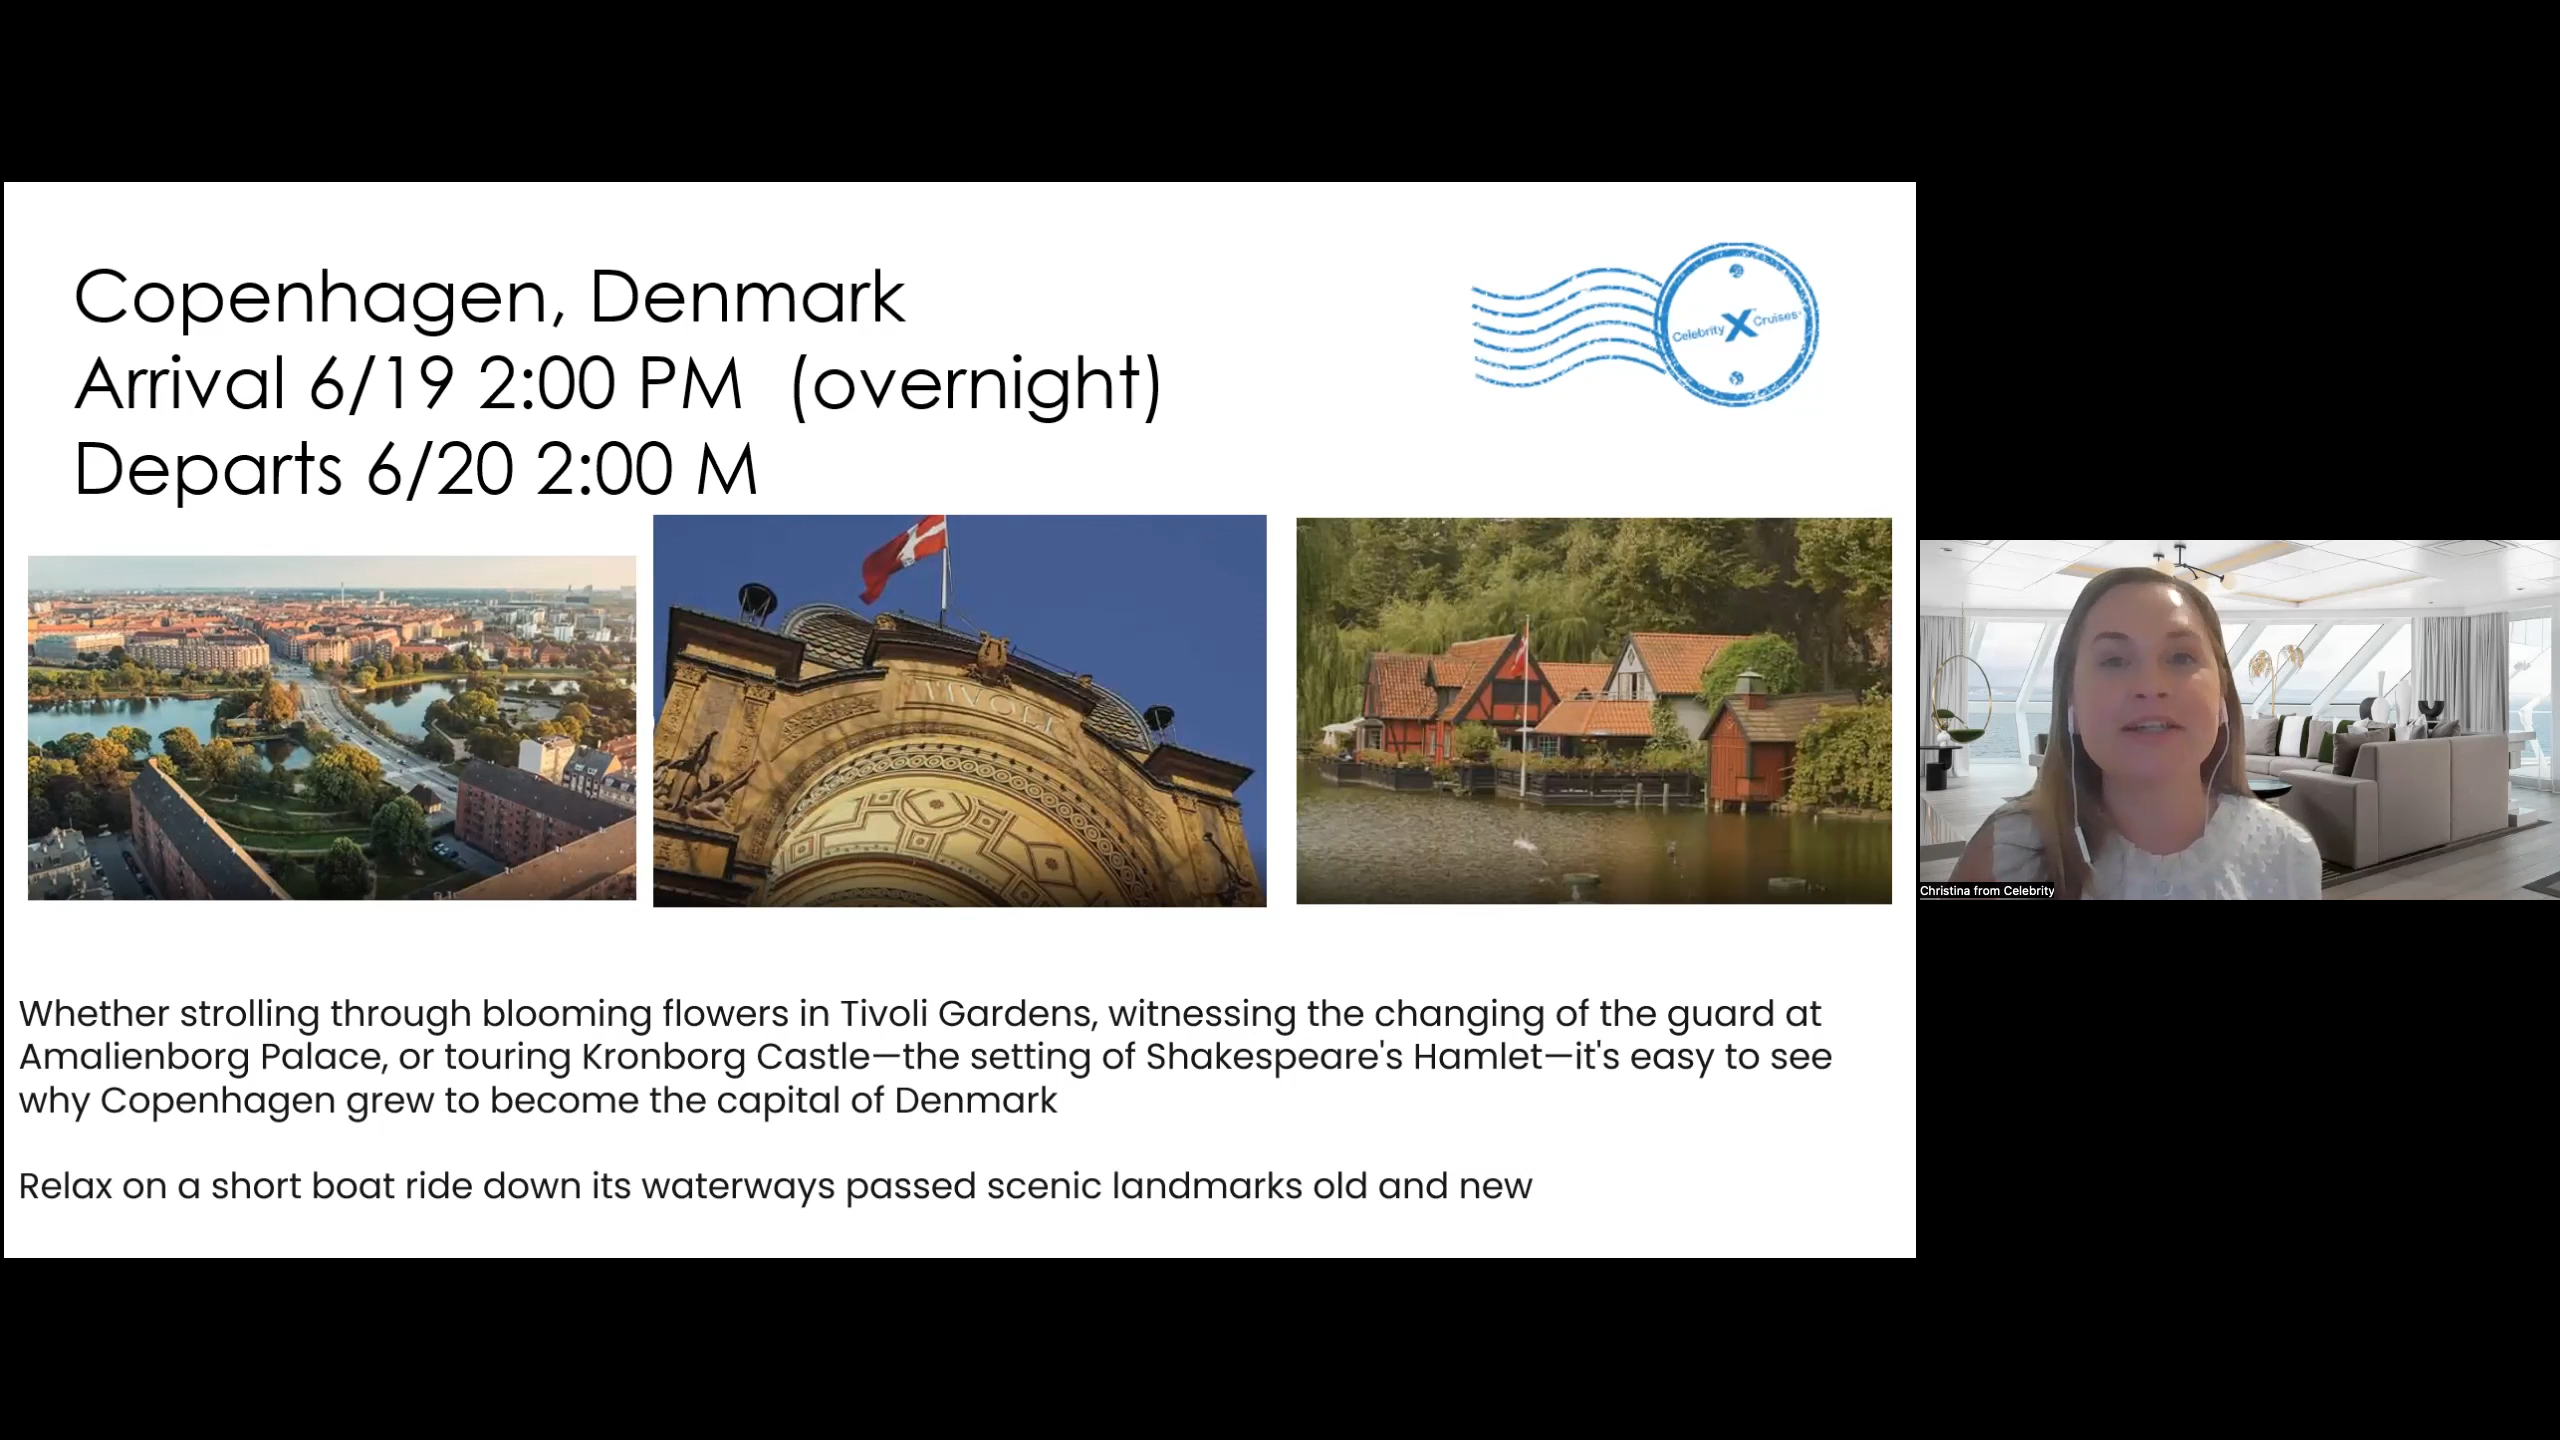 Copenhagen, Denmark
Arrival 6/19 2:00 PM (overnight)
Departs 6/20 2:00 M
Celebrity X Cruises
TIVOLI
Whether strolling through blooming flowers in Tivoli Gardens, witnessing the changing of the guard at
Amalienborg Palace, or touring Kronborg Castle—the setting of Shakespeare's Hamlet—it's easy to see
why Copenhagen grew to become the capital of Denmark
Relax on a short boat ride down its waterways passed scenic landmarks old and new
Christina from Celebrity